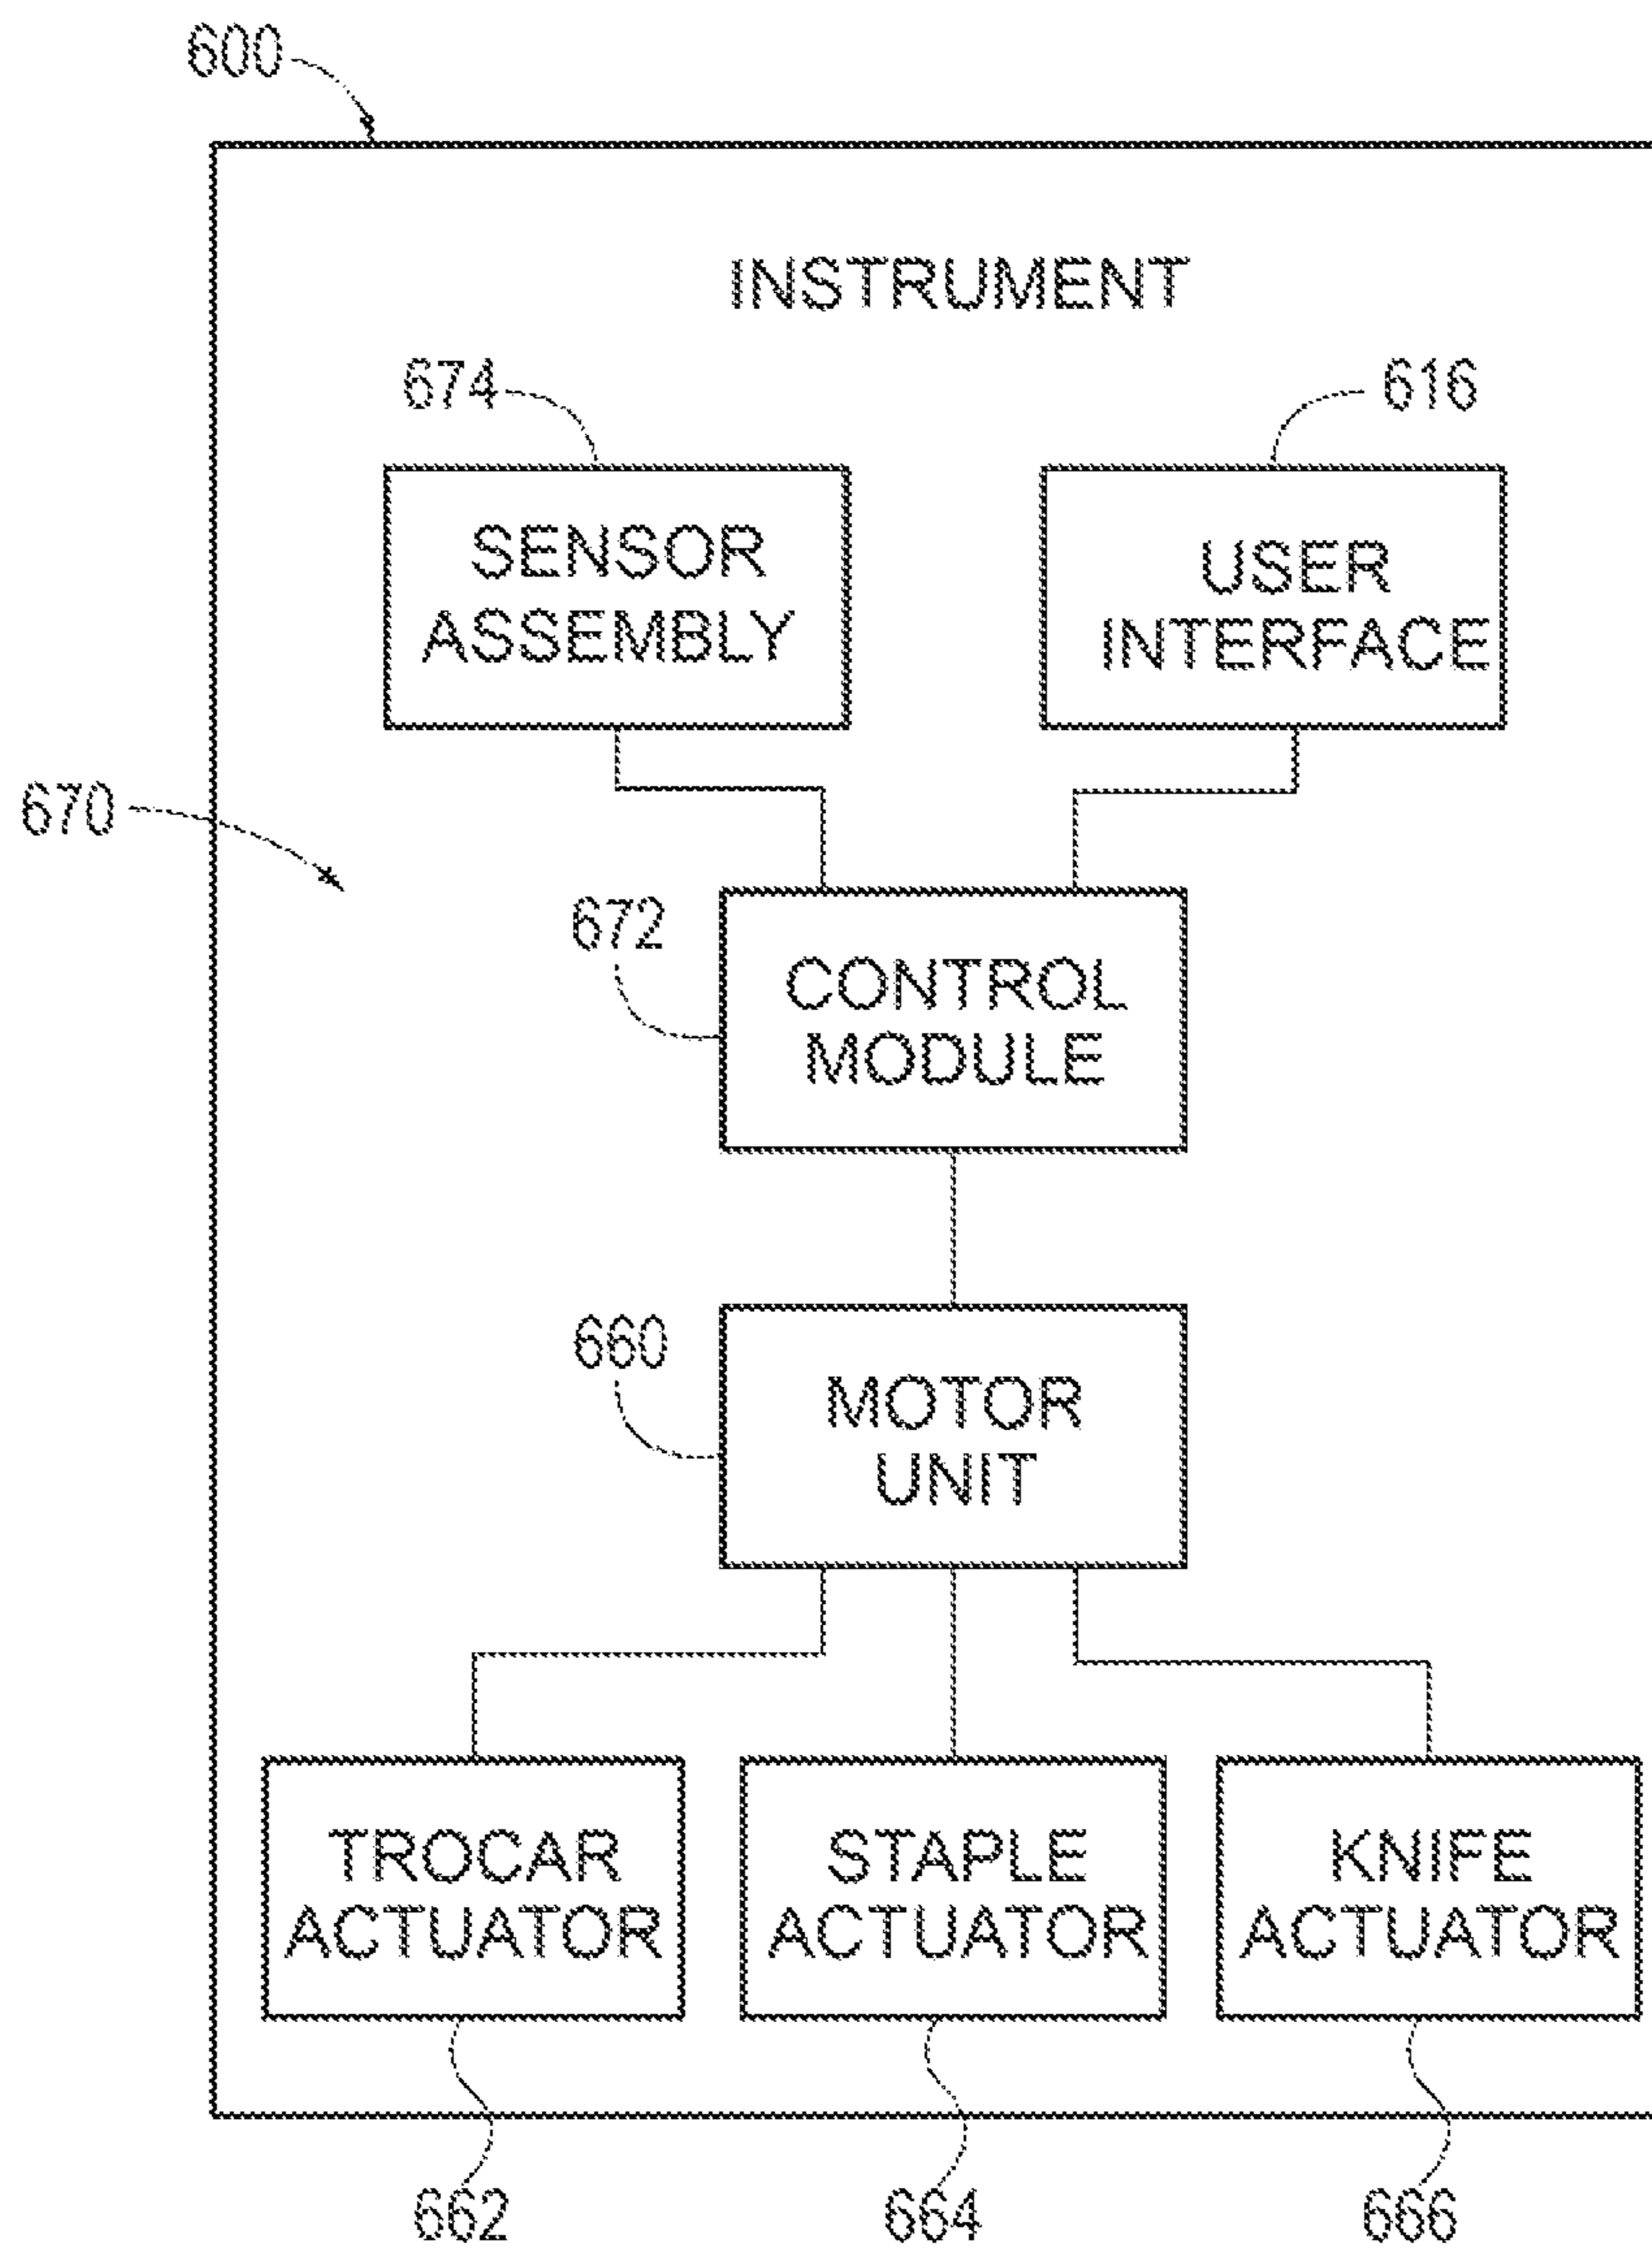 600
INSTRUMENT
674
616
SENSOR
ASSEMBLY
USER
INTERFACE
670
672
CONTROL
MODULE
660
MOTOR
UNIT
TROCAR
ACTUATOR
STAPLE
ACTUATOR
KNIFE
ACTUATOR
662
664
666